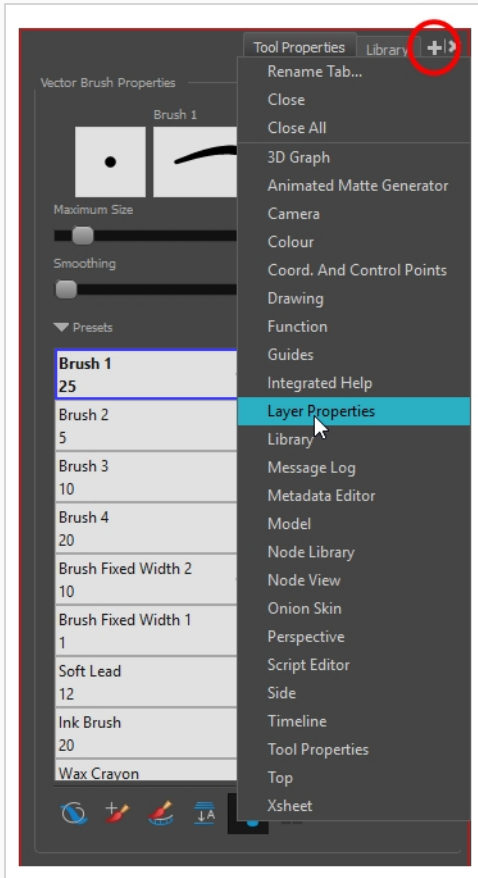 Tool Properties Library
Vector Brush Properties
Brush 1
Maximum Size
Smoothing
Presets
Brush 1
25
Brush 2
5
Brush 3
10
Brush 4
20
Brush Fixed Width 2
10
Brush Fixed Width 1
1
Soft Lead
12
Ink Brush
20
Wax Crayon
A
Rename Tab...
Close
Close All
3D Graph
Animated Matte Generator
Camera
Colour
Coord. And Control Points
Drawing
Function
Guides
Integrated Help
Layer Properties
Library
Message Log
Metadata Editor
Model
Node Library
Node View
Onion Skin
Perspective
Script Editor
Side
Timeline
Tool Properties
Top
Xsheet